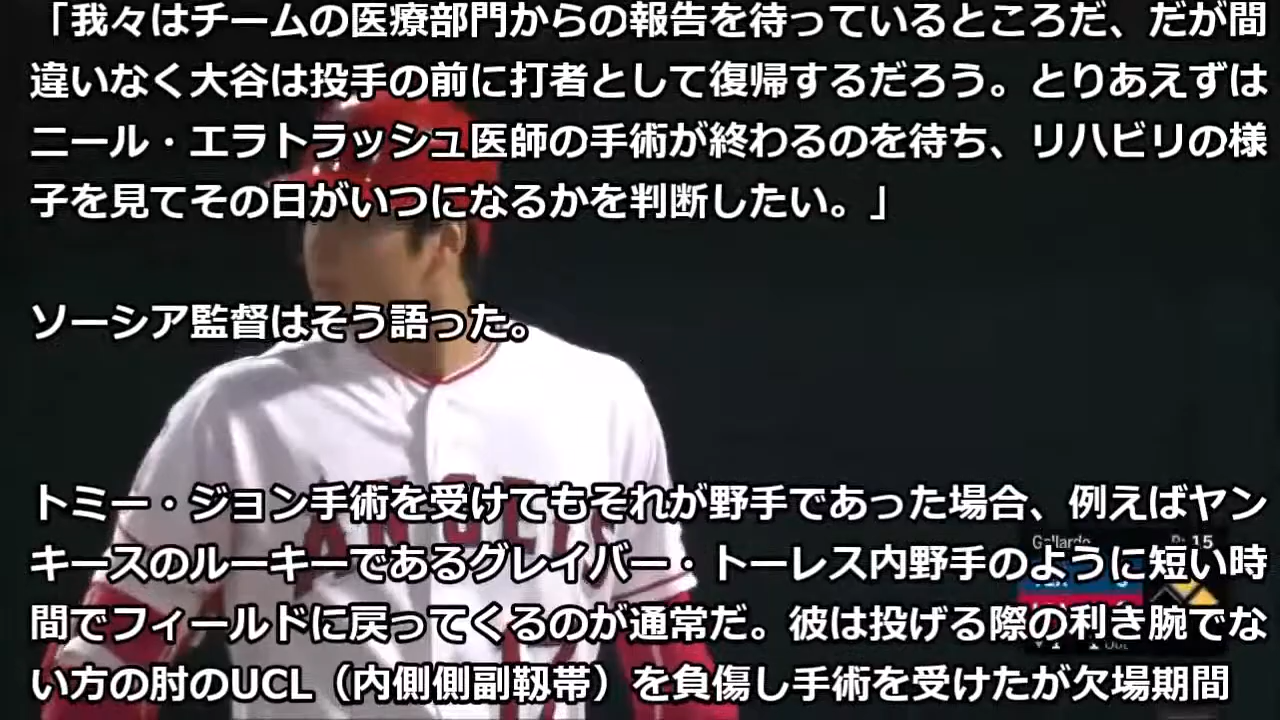 「我々はチームの医療部門からの報告を待っているところだ、だが間
違いなく大谷は投手の前に打者として復帰するだろう。とりあえずは
ニール・エラトラッシュ医師の手術が終わるのを待ち、リハビリの様
子を見てその日がいつになるかを判断したい。」
ソーシア監督はそう語った。
トミー・ジョン手術を受けてもそれが野手であった場合、例えばヤン
キースのルーキーであるグレイバー・トーレス内野手のように短い時
間でフィールドに戻ってくるのが通常だ。彼は投げる際の利き腕でな
い方の肘のUCL（内側側副靱帯）を負傷し手術を受けたが欠場期間
ANGELS
Gallardo P: 15